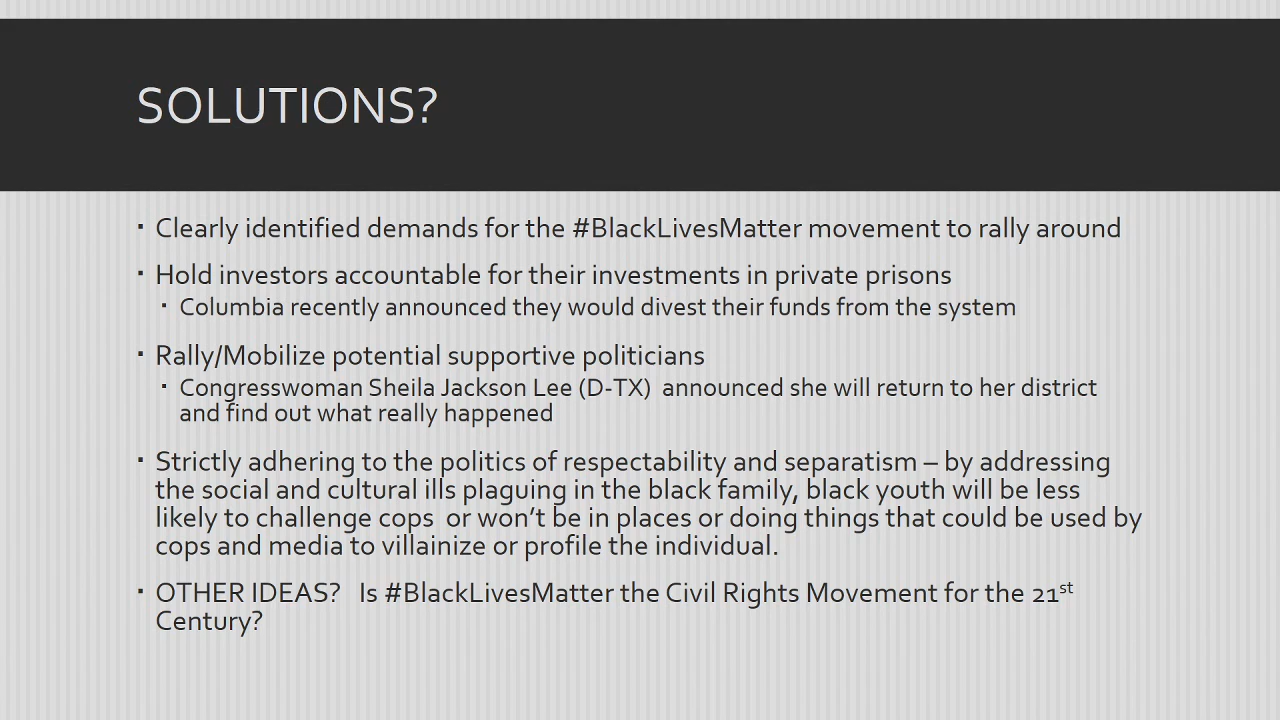 SOLUTIONS?
▪ Clearly identified demands for the #BlackLivesMatter movement to rally around
▪ Hold investors accountable for their investments in private prisons
▪ Columbia recently announced they would divest their funds from the system
▪ Rally/Mobilize potential supportive politicians
▪ Congresswoman Sheila Jackson Lee (D-TX)  announced she will return to her district
and find out what really happened
▪ Strictly adhering to the politics of respectability and separatism – by addressing
the social and cultural ills plaguing in the black family, black youth will be less
likely to challenge cops  or won't be in places or doing things that could be used by
cops and media to villainize or profile the individual.
▪ OTHER IDEAS?   Is #BlackLivesMatter the Civil Rights Movement for the 21st
Century?